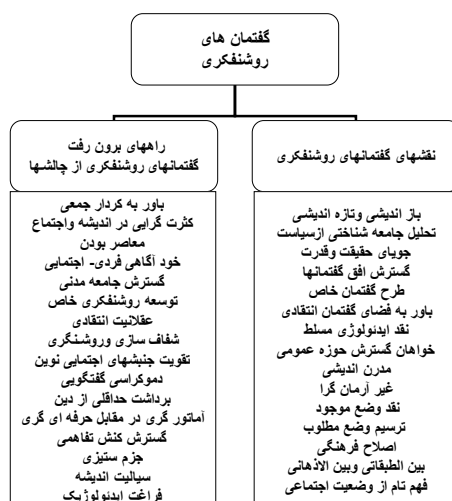 گفتمان های
روشنفکری
نقشهای گفتمانهای روشنفکری
باز اندیشی وتازه اندیشی
تحلیل جامعه شناختی ازسیاست
جویای حقیقت وقدرت
گسترش افق گفتمانها
طرح گفتمان خاص
باور به فضای گفتمان انتقادی
نقد ایدئولوژی مسلط
خواهان گسترش حوزه عمومی
مدرن اندیشی
غیر آرمان گرا
نقد وضع موجود
ترسیم وضع مطلوب
اصلاح فرهنگی
بین الطبقاتی وبین الاذهانی
فهم تام از وضعیت اجتماعی
راههای برون رفت
گفتمانهای روشنفکری از چالشها
باور به کردار جمعی
کثرت گرایی در اندیشه واجتماع
معاصر بودن
خود آگاهی فردی- اجتمایی
گسترش جامعه مدنی
توسعه روشنفکری خاص
عقلانیت انتقادی
شفاف سازی وروشنگری
تقویت جنبشهای اجتمایی نوین
دموکراسی گفتگویی
برداشت حداقلی از دین
آماتور گری در مقابل حرفه ای گری
گسترش کنش تفاهمی
جزم ستیزی
سیالیت اندیشه
فراغت ایدئولوژیک